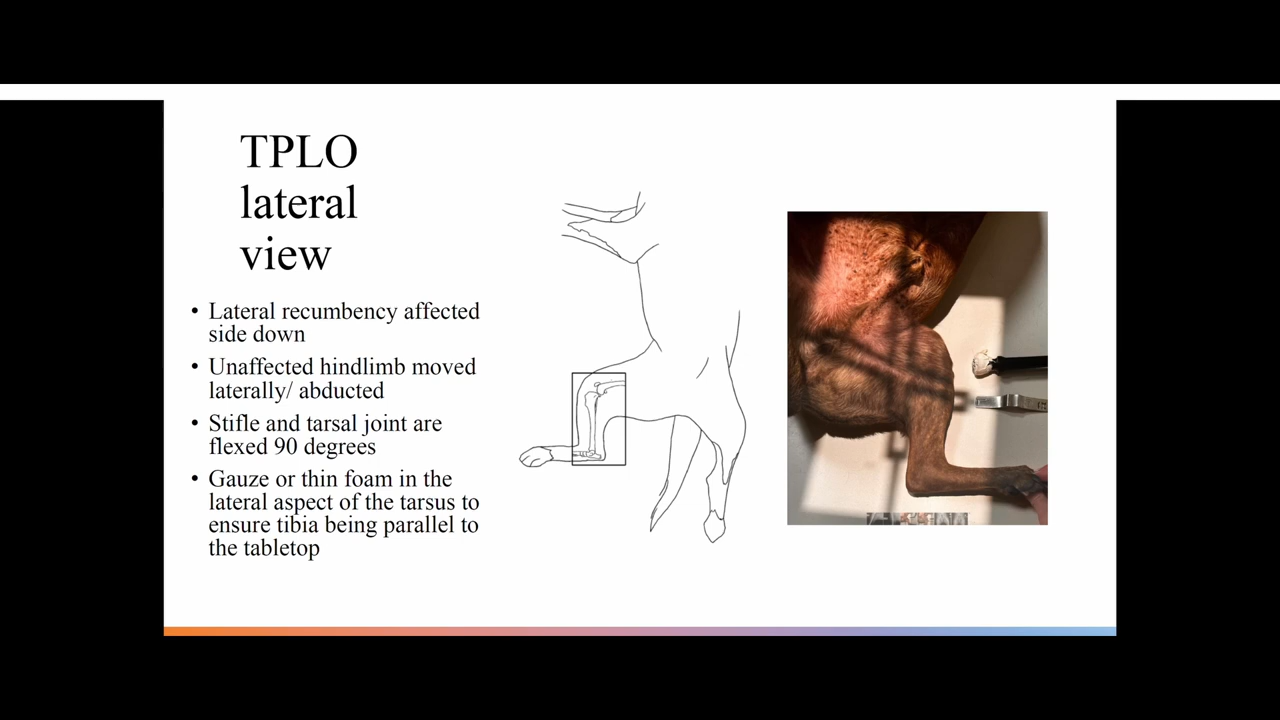 TPLO
lateral
view
• Lateral recumbency affected
side down
• Unaffected hindlimb moved
laterally/ abducted
• Stifle and tarsal joint are
flexed 90 degrees
• Gauze or thin foam in the
lateral aspect of the tarsus to
ensure tibia being parallel to
the tabletop